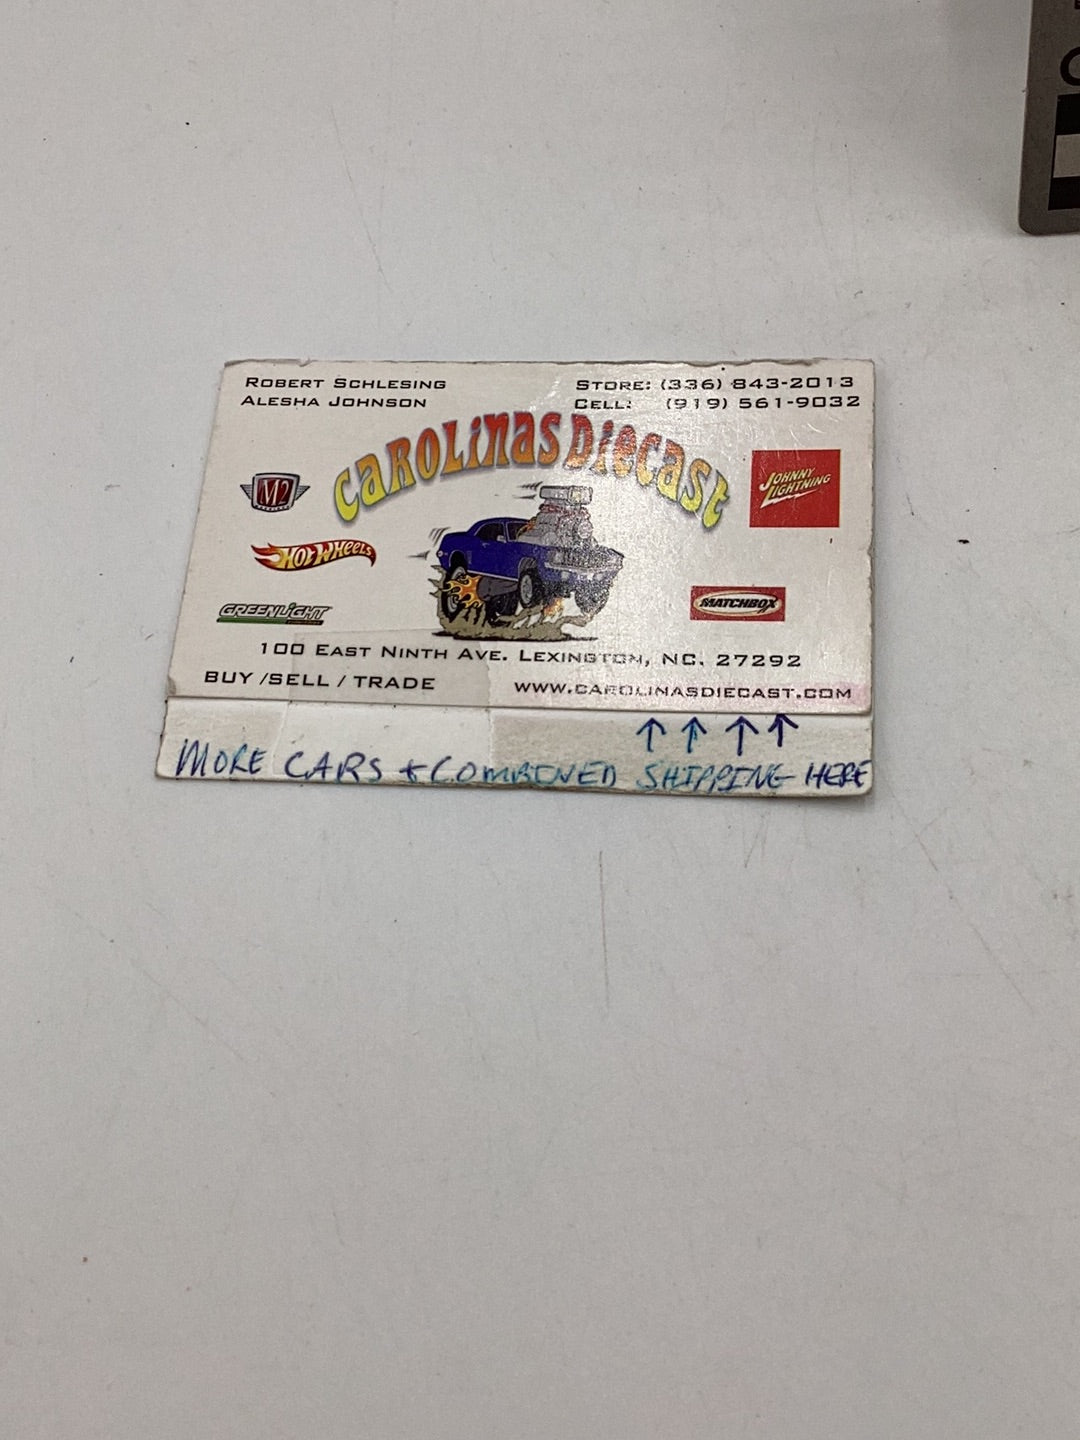 ROBERT SCHLESING
ALESHA JOHNSON
STORE: (336) 843-2013
CELL: (919) 561-9032
CAROLINAS DIECAST
M2
JOHNNY LIGHTNING
HOT WHEELS
GREENLIGHT
MATCHBOX
100 EAST NINTH AVE. LEXINGTON, NC. 27292
BUY /SELL / TRADE
WWW.CAROLINASDIECAST.COM
↑ ↑ ↑ ↑
MORE CARS + COMBINED SHIPPING HERE